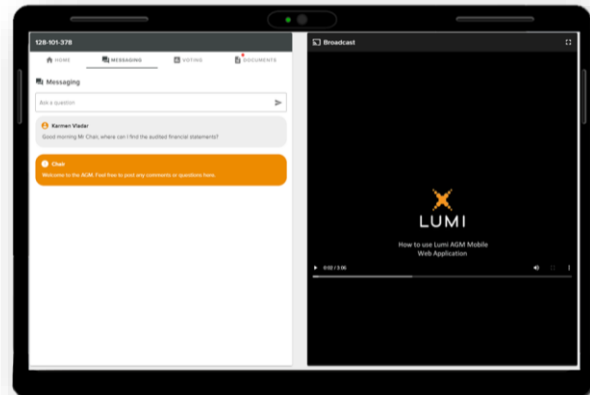 128-101-378
HOME
MESSAGING
VOTING
DOCUMENTS
Messaging
Ask a question
Karmen Vladar
Good morning Mr Chair, where can I find the audited financial statements?
Chair
Welcome to the AGM. Feel free to post any comments or questions here.
Broadcast
LUMI
How to use Lumi AGM Mobile
Web Application
0:02 / 3:06